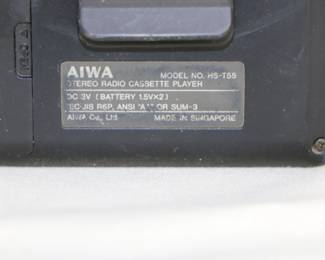 AIWA MODEL NO. HS-T55
STEREO RADIO CASSETTE PLAYER
DC 3V (BATTERY 1.5V×2)
IEC·JIS R6P, ANSI "AA" OR SUM-3
AIWA Co., Ltd. MADE IN SINGAPORE